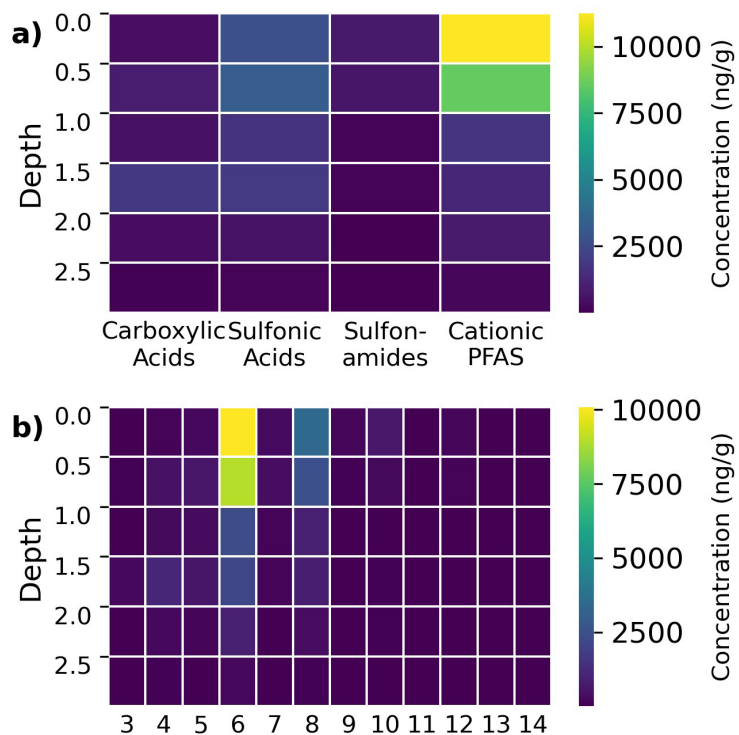 a)
0.0
0.5
1.0
1.5
2.0
2.5
Depth
Carboxylic Acids
Sulfonic Acids
Sulfon-
amides
Cationic PFAS
10000
7500
5000
2500
Concentration (ng/g)
b)
0.0
0.5
1.0
1.5
2.0
2.5
Depth
3 4 5 6 7 8 9 10 11 12 13 14
10000
7500
5000
2500
Concentration (ng/g)